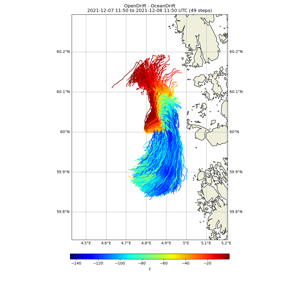 OpenDrift - OceanDrift
2021-12-07 11:50 to 2021-12-08 11:50 UTC (49 steps)
60.2°N 60.2°N
60.1°N 60.1°N
60°N 60°N
59.9°N 59.9°N
59.8°N 59.8°N
4.5°E 4.6°E 4.7°E 4.8°E 4.9°E 5°E 5.1°E 5.2°E
−140 −120 −100 −80 −60 −40 −20
z